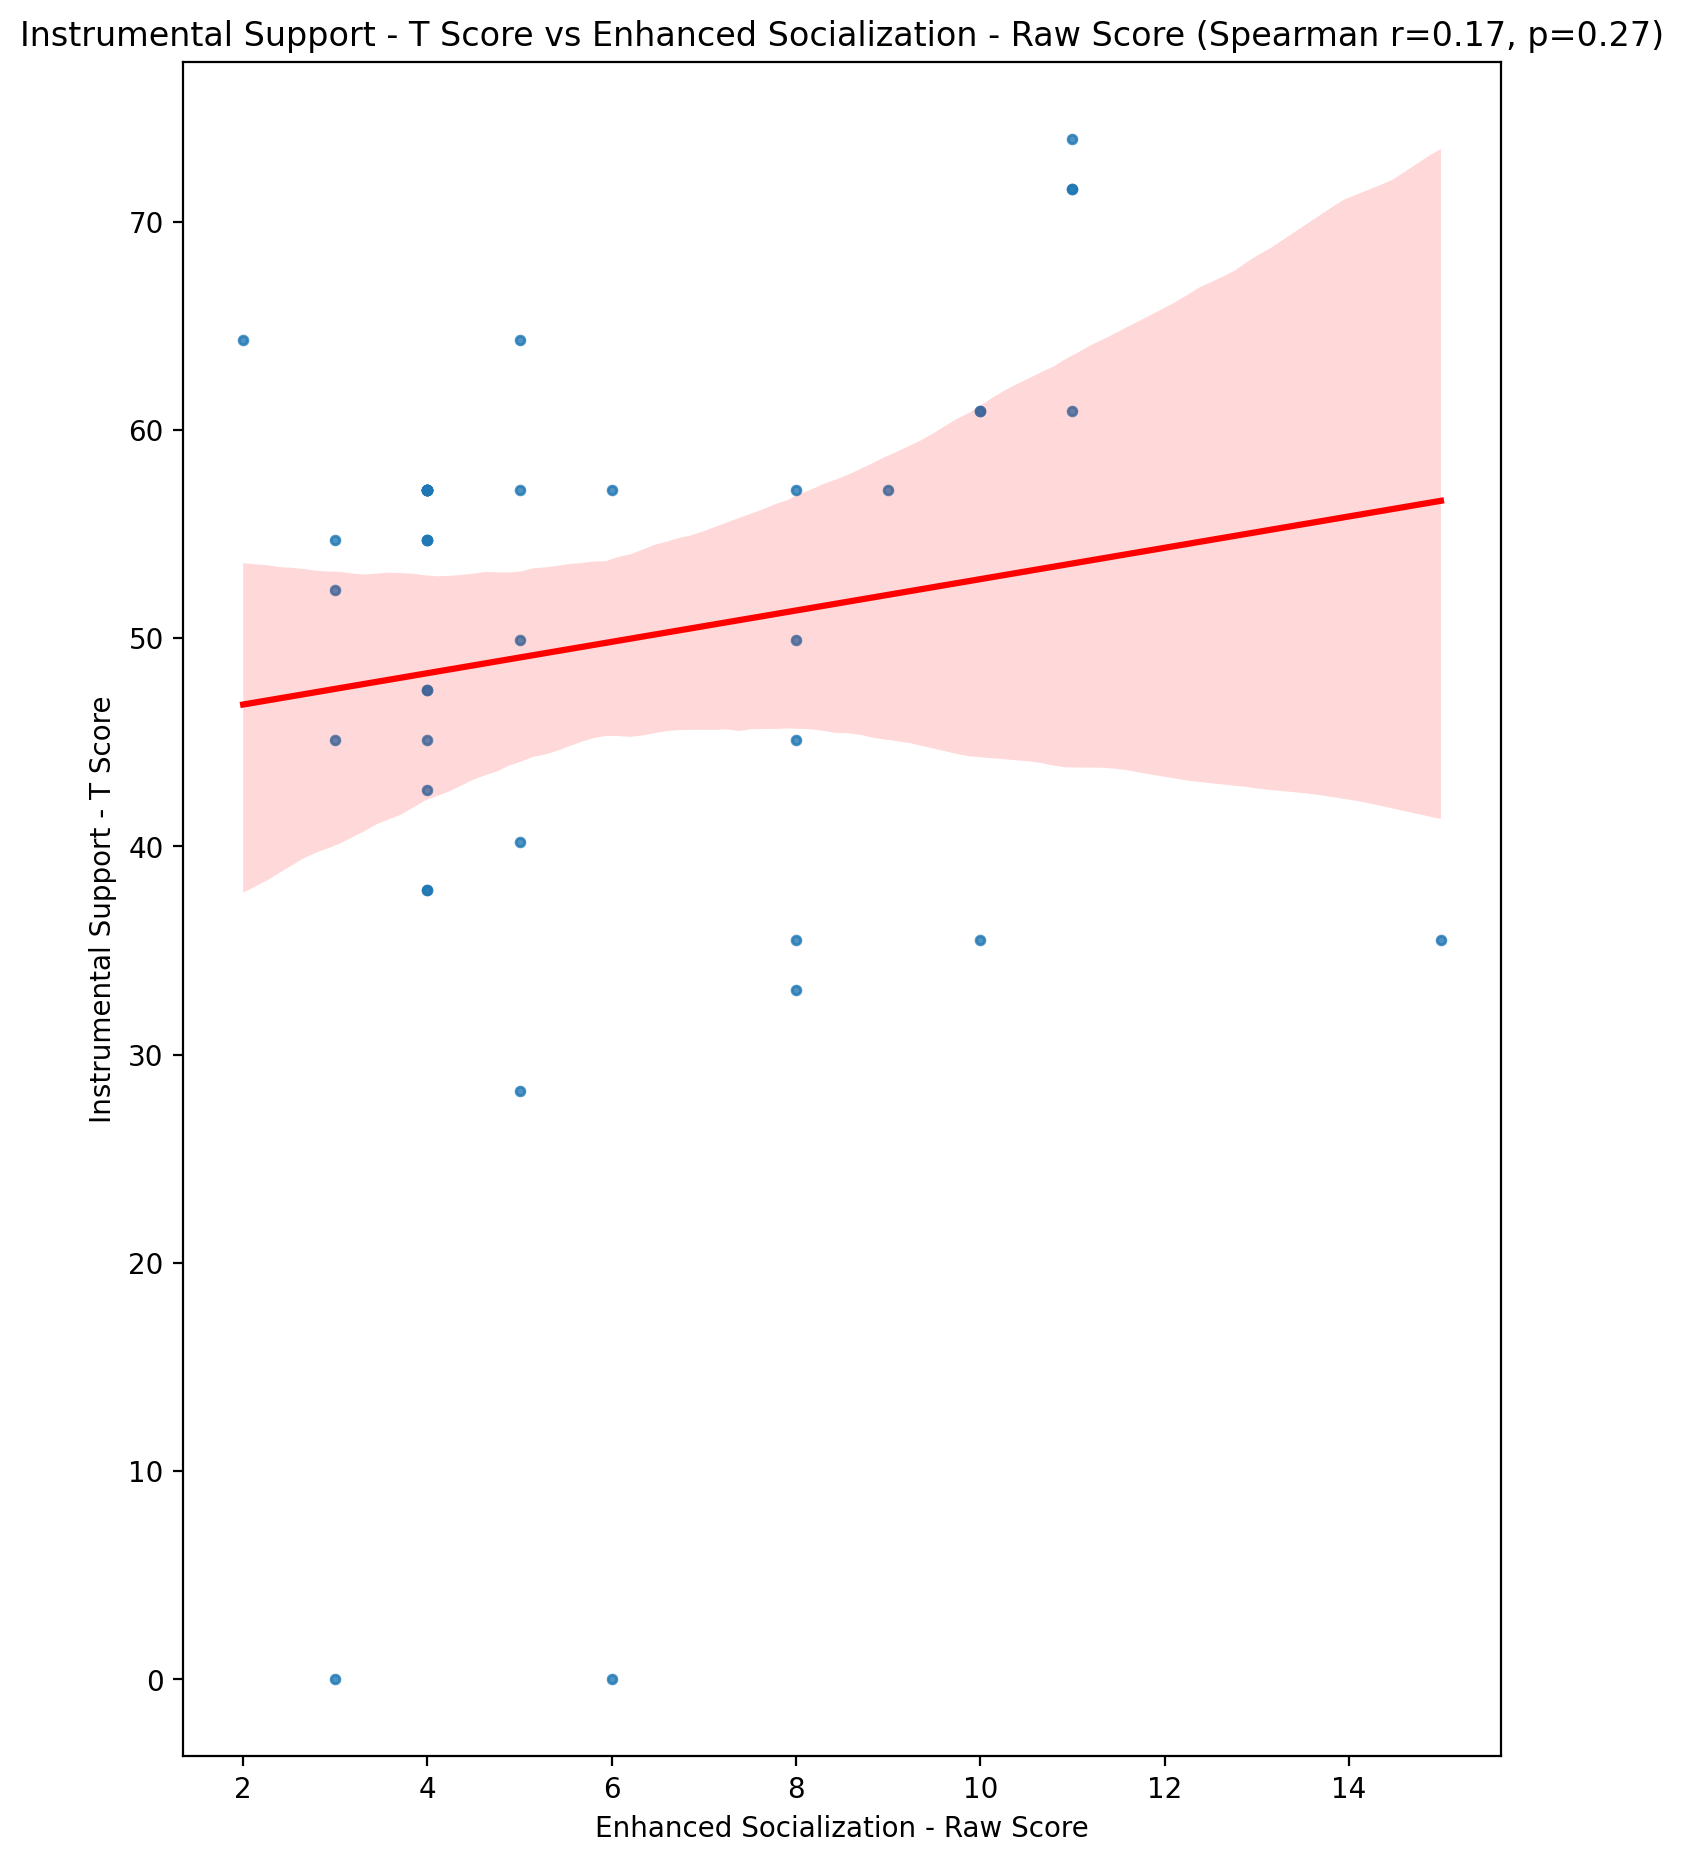 Instrumental Support - T Score vs Enhanced Socialization - Raw Score (Spearman r=0.17, p=0.27)
70
60
50
40
30
20
10
0
Instrumental Support - T Score
2 4 6 8 10 12 14
Enhanced Socialization - Raw Score